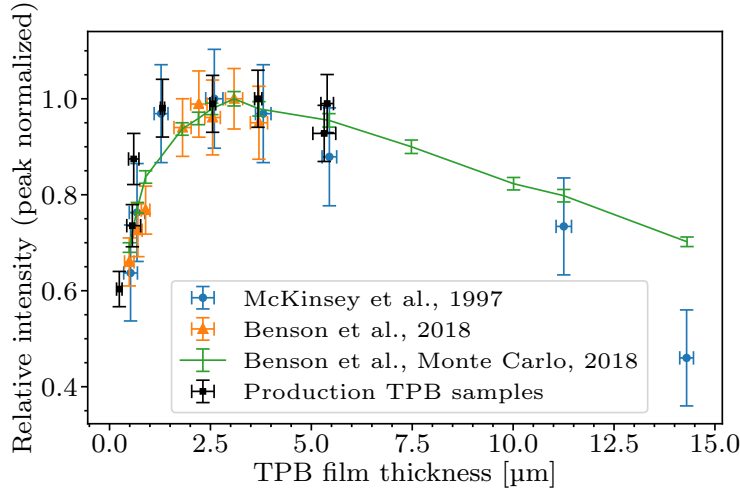 Relative intensity (peak normalized)
1.0
0.8
0.6
0.4
McKinsey et al., 1997
Benson et al., 2018
Benson et al., Monte Carlo, 2018
Production TPB samples
0.0 2.5 5.0 7.5 10.0 12.5 15.0
TPB film thickness [µm]